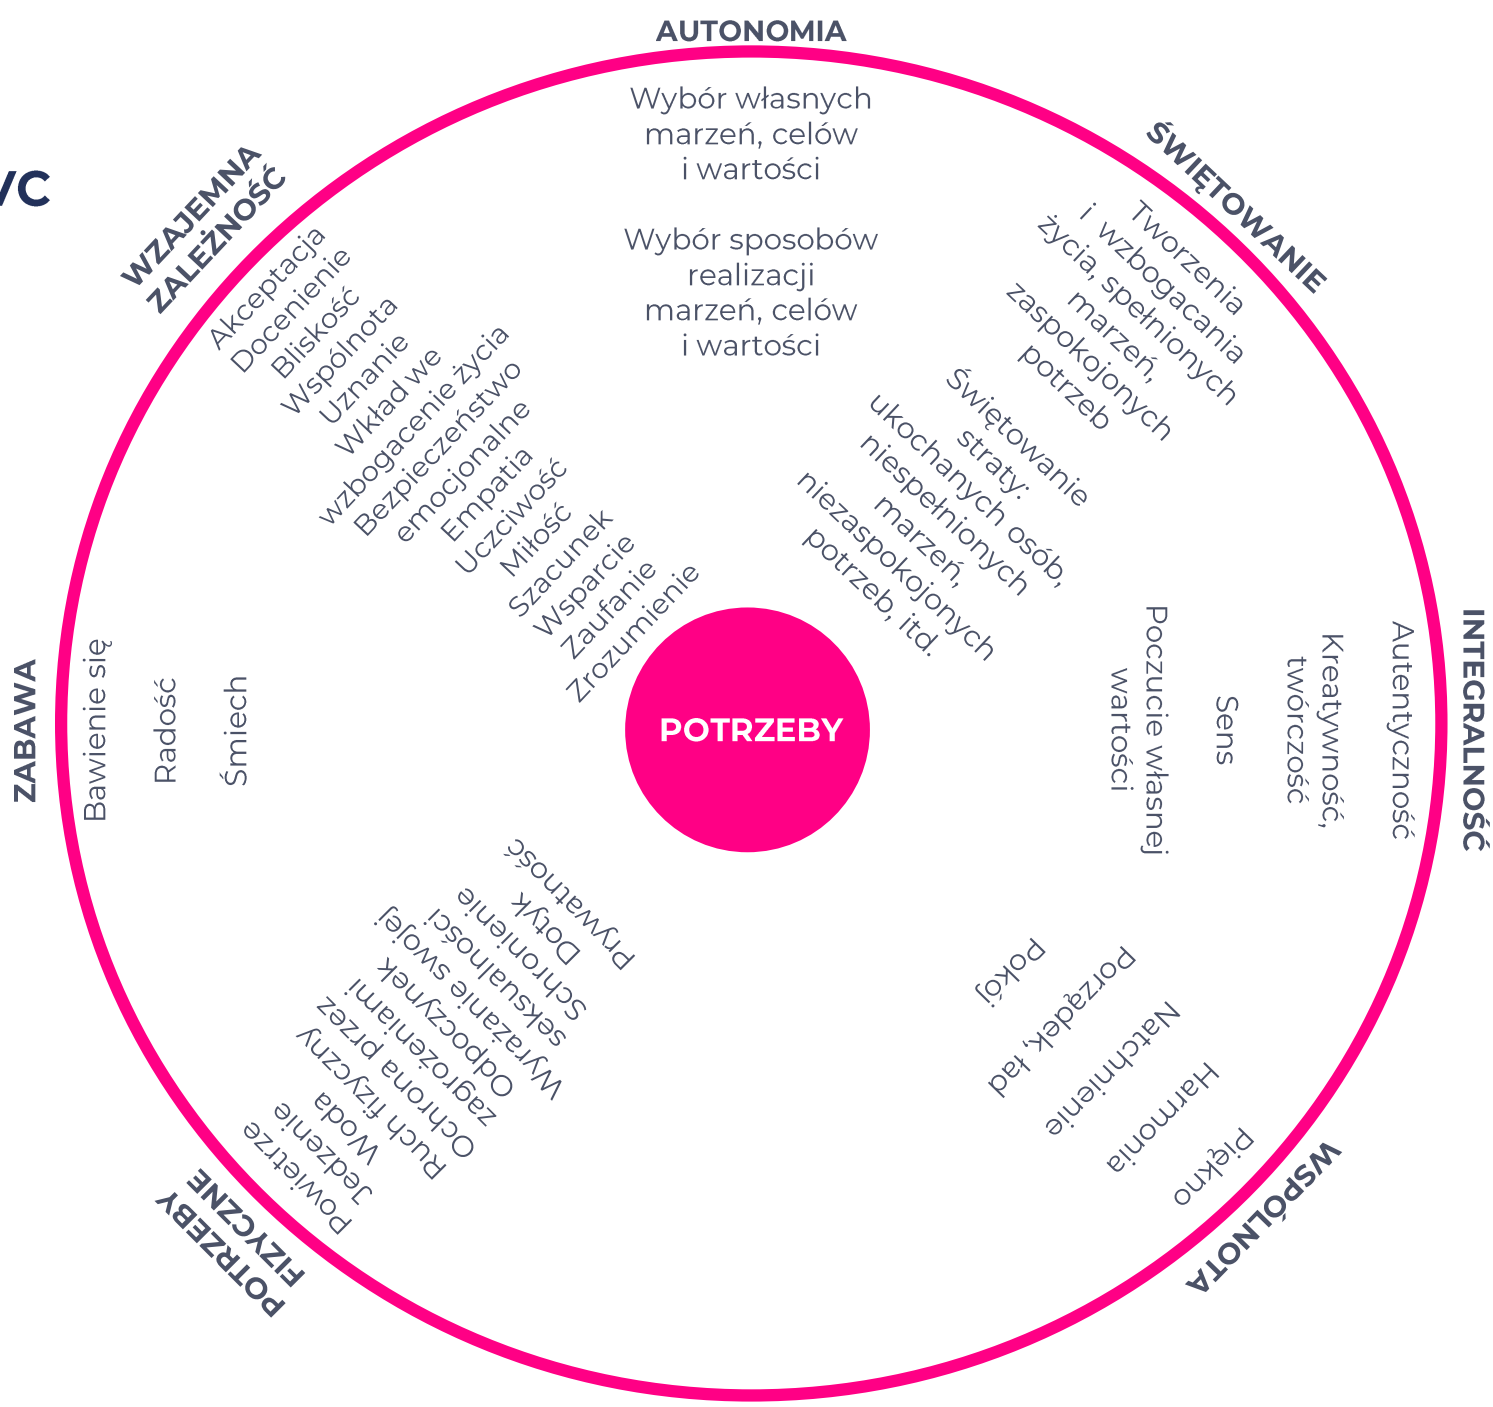 VC
AUTONOMIA
Wybór własnych
marzeń, celów
i wartości
Wybór sposobów
realizacji
marzeń, celów
i wartości
ŚWIĘTOWANIE
Tworzenia
i wzbogacania
życia, spełnionych
marzeń,
zaspokojonych
potrzeb
Świętowanie
straty:
ukochanych osób,
niespełnionych
marzeń,
niezaspokojonych
potrzeb, itd.
INTEGRALNOŚĆ
Autentyczność
Kreatywność,
twórczość
Sens
Poczucie własnej
wartości
WSPÓLNOTA
Piękno
Harmonia
Natchnienie
Porządek, ład
Pokój
POTRZEBY
FIZYCZNE
Powietrze
Jedzenie
Woda
Ruch fizyczny
Ochrona przez
zagrożeniami
Odpoczynek
Wyrażanie swojej
seksualności
Schronienie
Dotyk
Prywatność
ZABAWA
Bawienie się
Radość
Śmiech
WZAJEMNA
ZALEŻNOŚĆ
Akceptacja
Docenienie
Bliskość
Wspólnota
Uznanie
Wkład we
wzbogacenie życia
Bezpieczeństwo
emocjonalne
Empatia
Uczciwość
Miłość
Szacunek
Wsparcie
Zaufanie
Zrozumienie
POTRZEBY